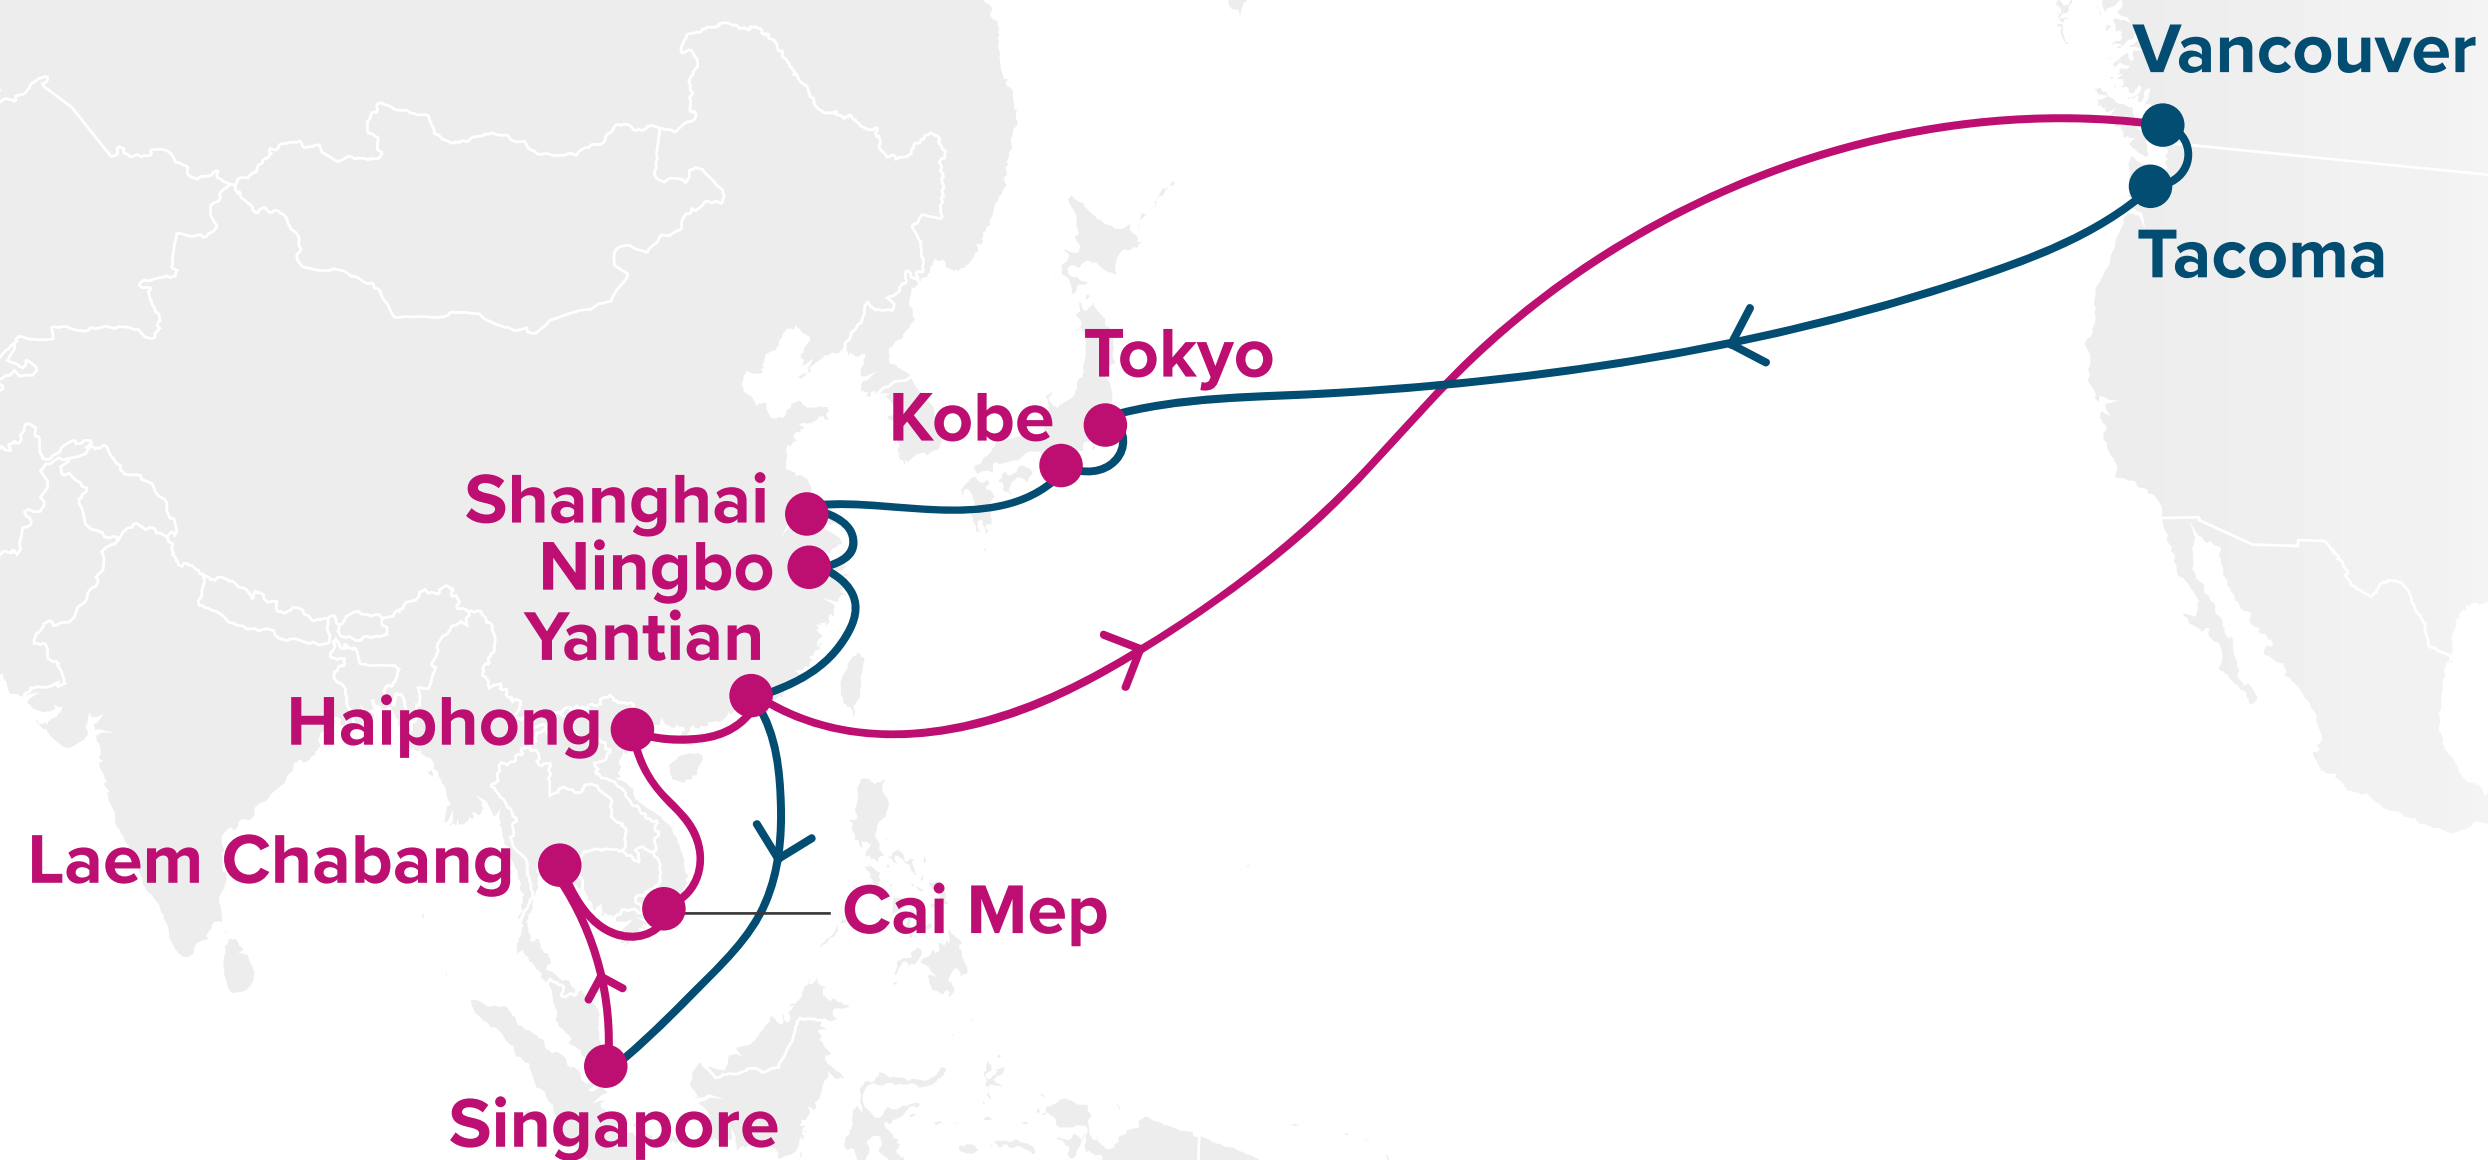 Vancouver
Tacoma
Tokyo
Kobe
Shanghai
Ningbo
Yantian
Haiphong
Laem Chabang
Cai Mep
Singapore